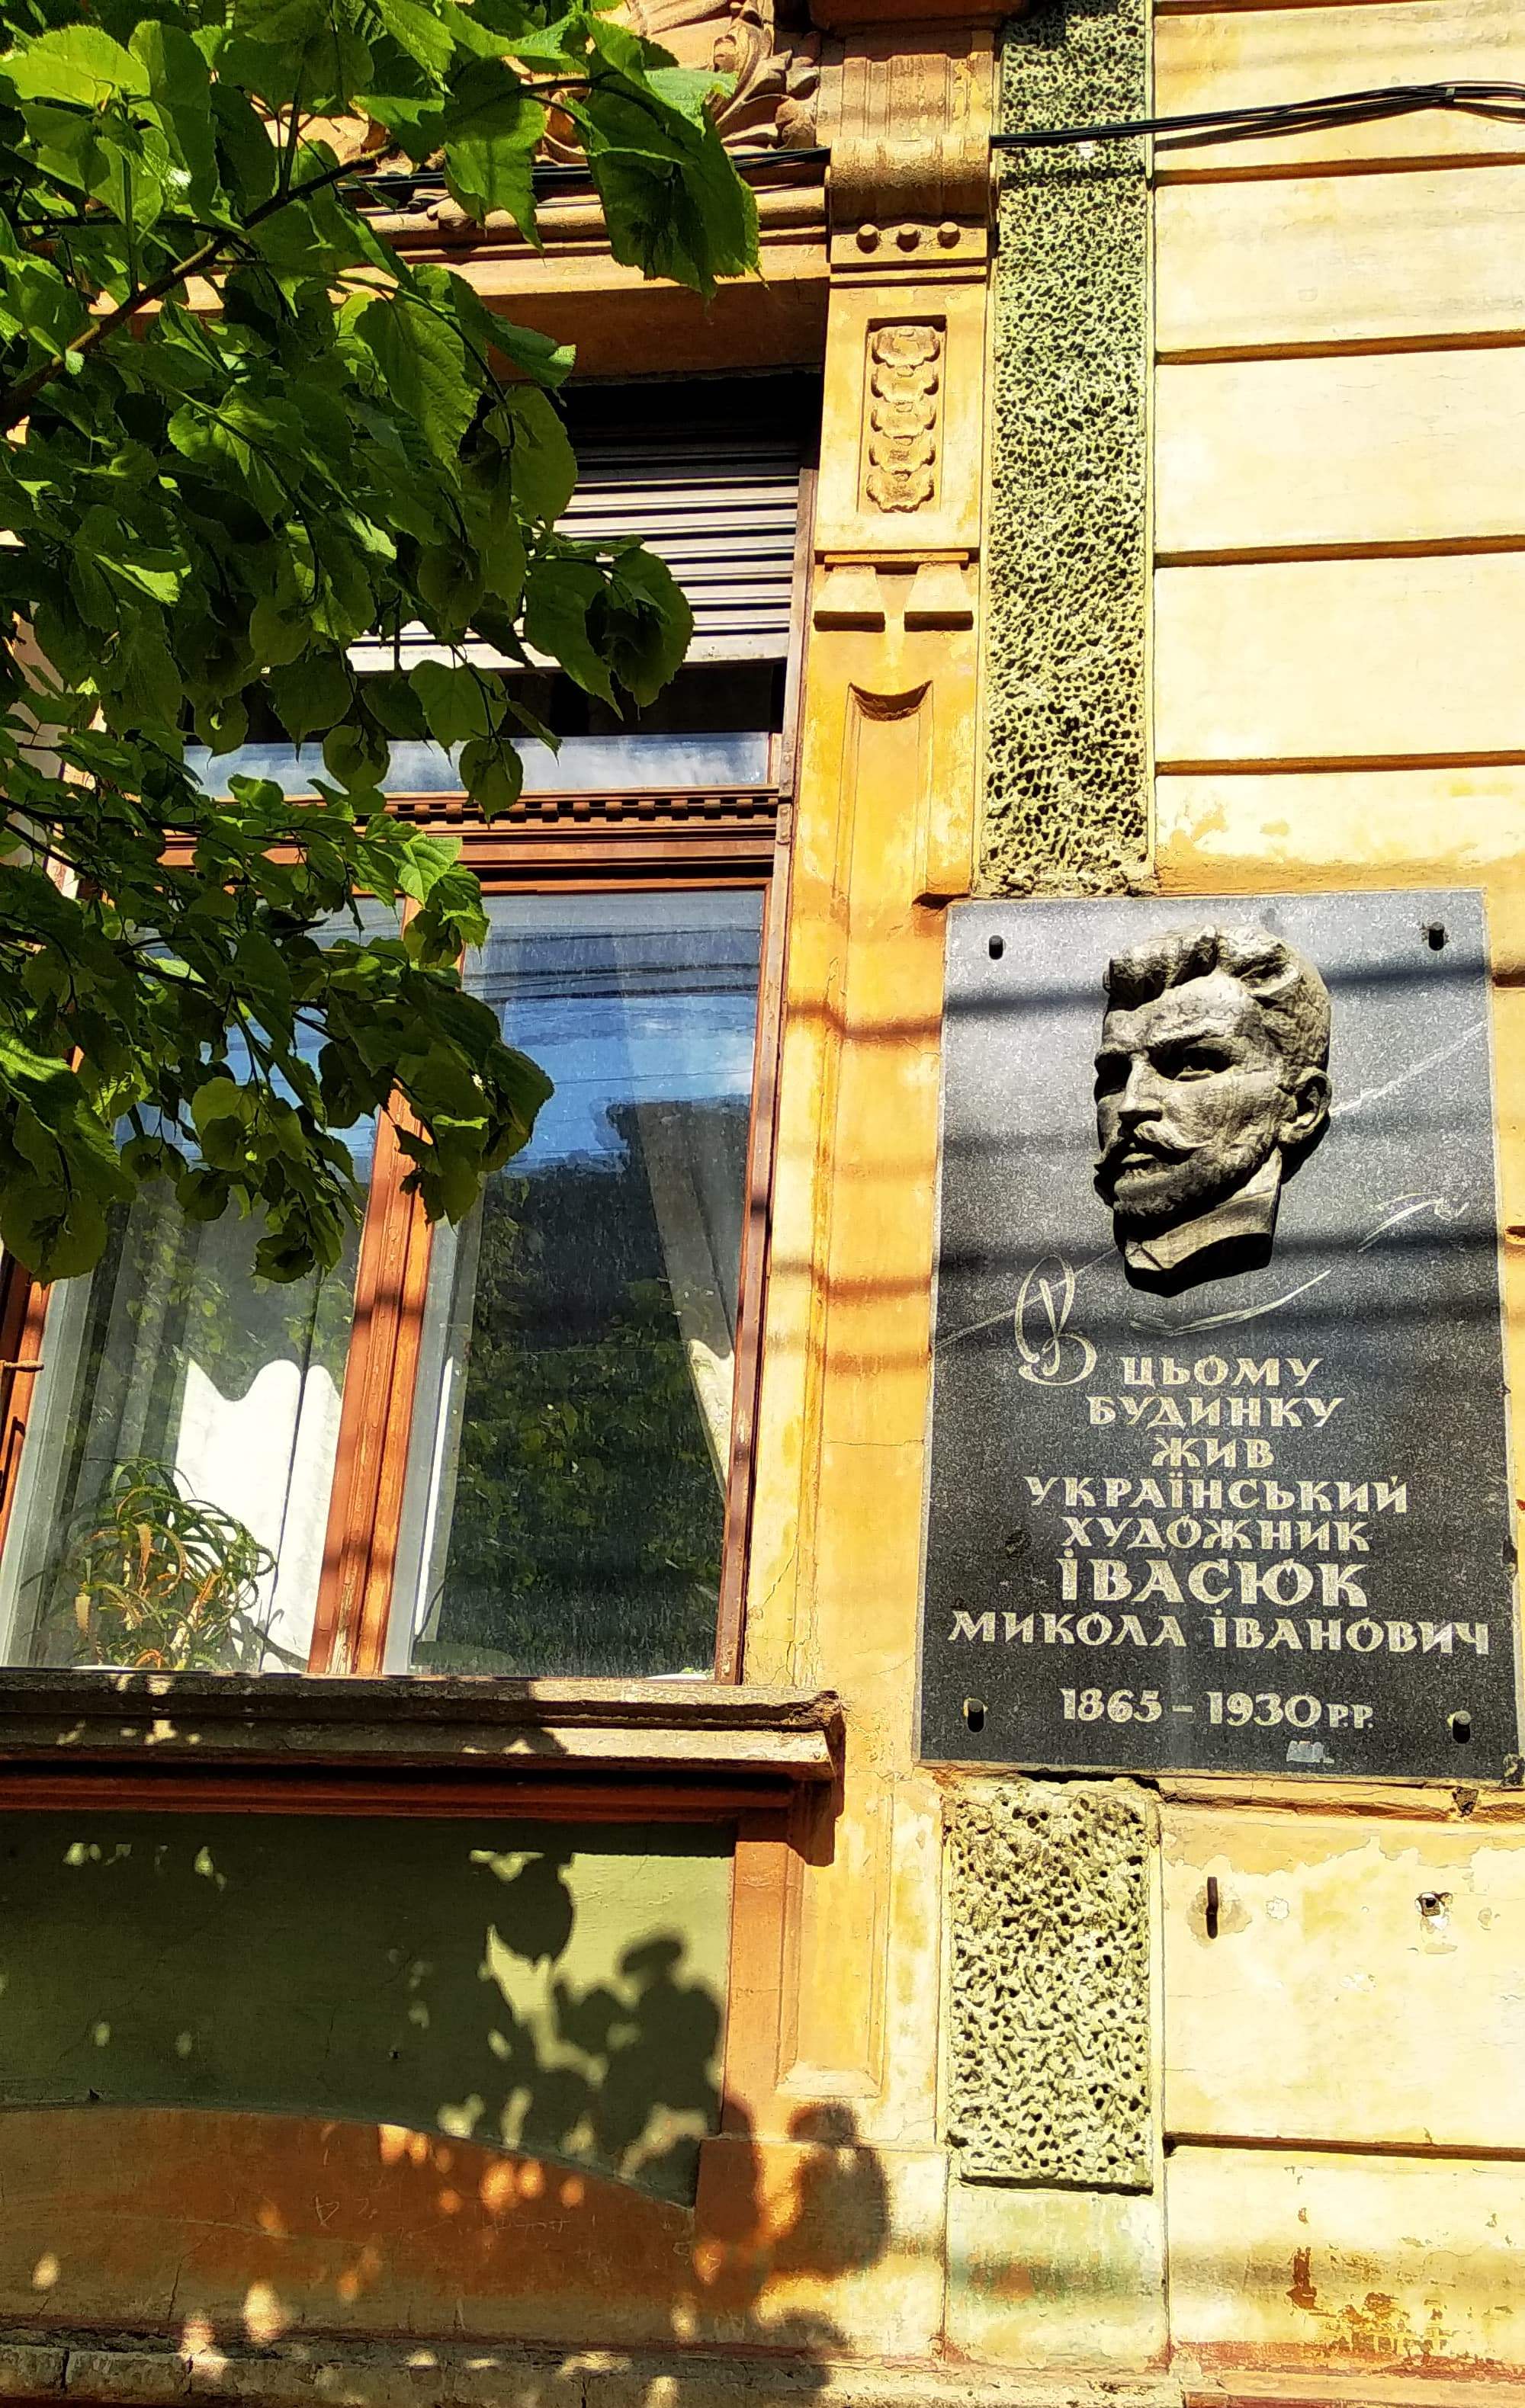 В цьому
будинку
жив
український
художник
Івасюк
Микола Іванович
1865 – 1930 р.р.